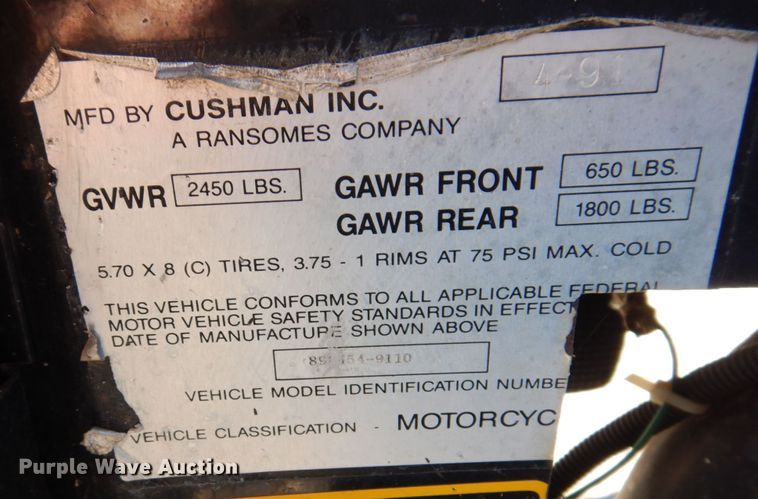 4-91
MFD BY CUSHMAN INC.
A RANSOMES COMPANY
GVWR 2450 LBS. GAWR FRONT 650 LBS.
GAWR REAR 1800 LBS.
5.70 X 8 (C) TIRES, 3.75 - 1 RIMS AT 75 PSI MAX. COLD
THIS VEHICLE CONFORMS TO ALL APPLICABLE FEDERAL
MOTOR VEHICLE SAFETY STANDARDS IN EFFECT
DATE OF MANUFACTURE SHOWN ABOVE
54-9110
VEHICLE MODEL IDENTIFICATION NUMBE
VEHICLE CLASSIFICATION - MOTORCYC
Purple Wave Auction